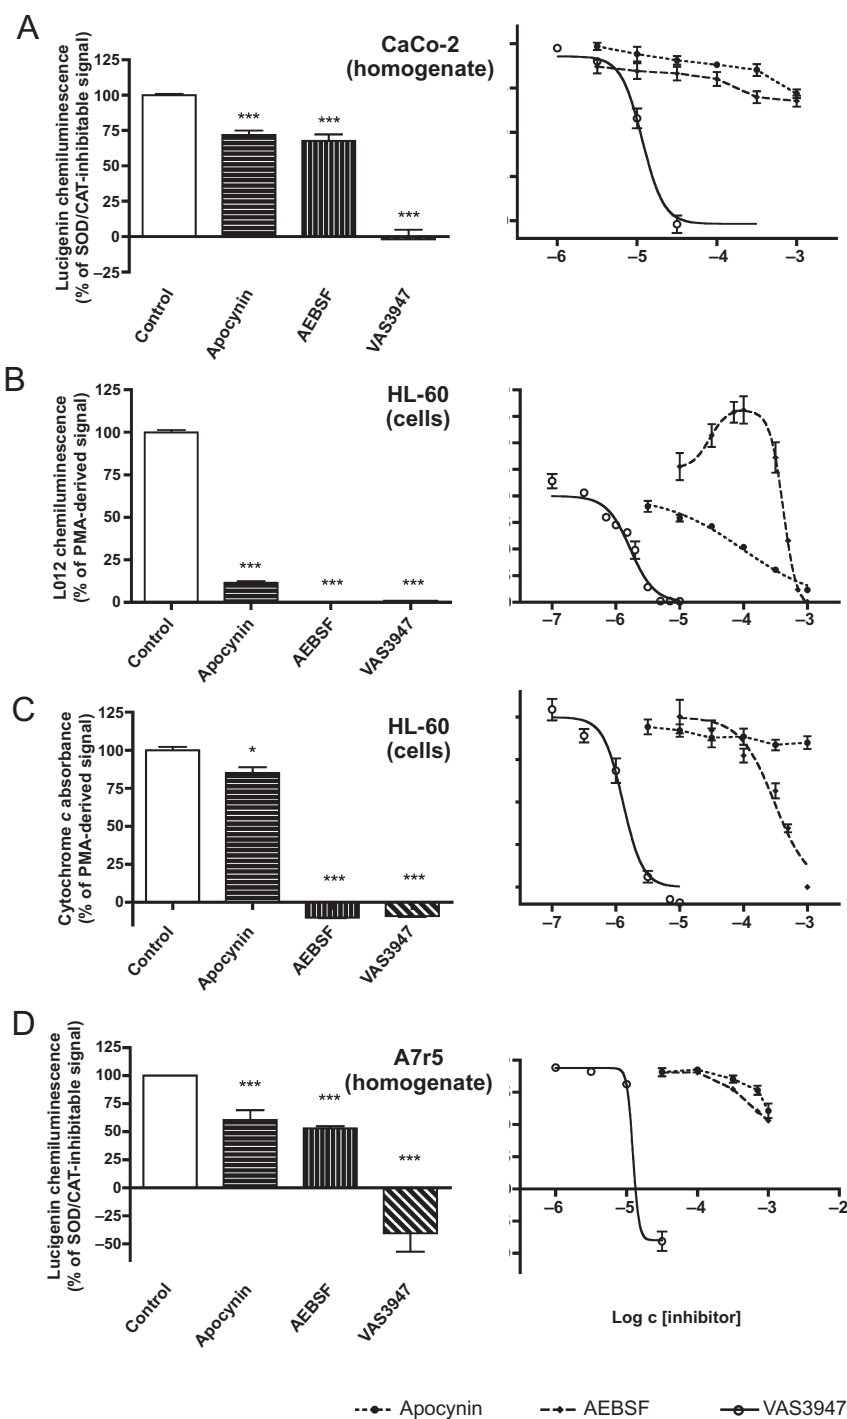 A
CaCo-2
(homogenate)
Lucigenin chemiluminescence
(% of SOD/CAT-inhibitable signal)
125
100
75
50
25
0
–25
***
***
***
Control
Apocynin
AEBSF
VAS3947
–6
–5
–4
–3
B
HL-60
(cells)
L012 chemiluminescence
(% of PMA-derived signal)
125
100
75
50
25
0
***
***
***
Control
Apocynin
AEBSF
VAS3947
–7
–6
–5
–4
–3
C
HL-60
(cells)
Cytochrome c absorbance
(% of PMA-derived signal)
125
100
75
50
25
0
*
***
***
Control
Apocynin
AEBSF
VAS3947
–7
–6
–5
–4
–3
D
A7r5
(homogenate)
Lucigenin chemiluminescence
(% of SOD/CAT-inhibitable signal)
125
100
75
50
25
0
–25
–50
***
***
***
Control
Apocynin
AEBSF
VAS3947
–6
–5
–4
–3
–2
Log c [inhibitor]
Apocynin
AEBSF
VAS3947